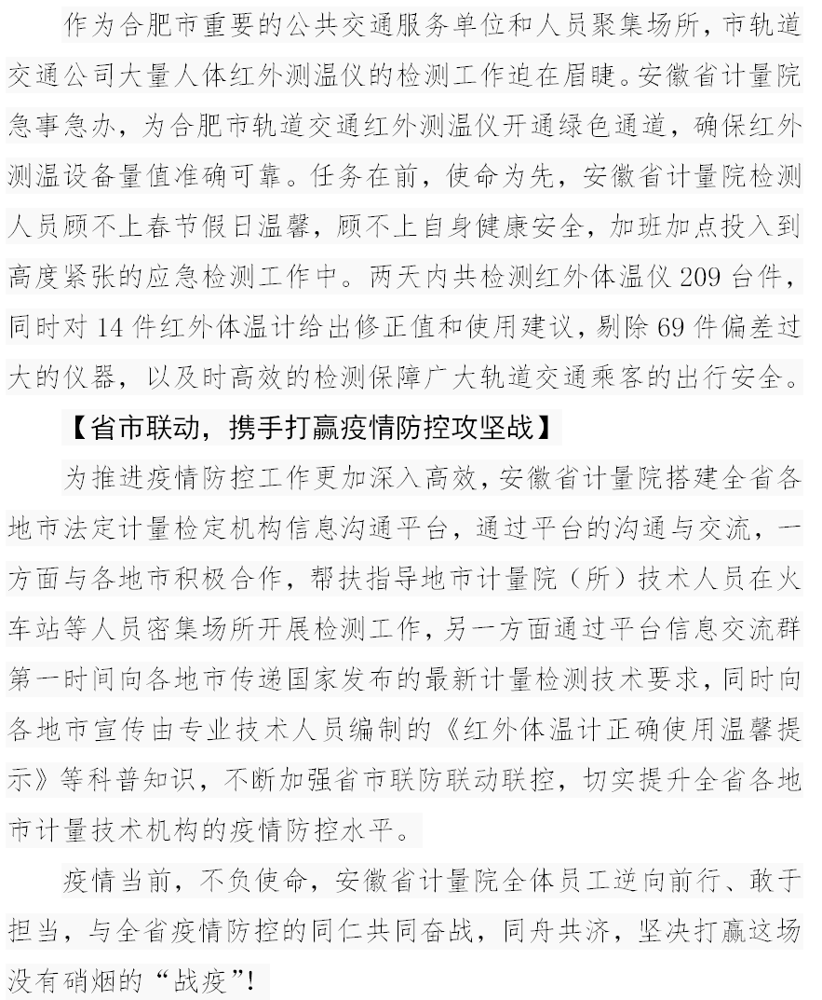 作为合肥市重要的公共交通服务单位和人员聚集场所，市轨道
交通公司大量人体红外测温仪的检测工作迫在眉睫。安徽省计量院
急事急办，为合肥市轨道交通红外测温仪开通绿色通道，确保红外
测温设备量值准确可靠。任务在前，使命为先，安徽省计量院检测
人员顾不上春节假日温馨，顾不上自身健康安全，加班加点投入到
高度紧张的应急检测工作中。两天内共检测红外体温仪 209 台件，
同时对 14 件红外体温计给出修正值和使用建议，剔除 69 件偏差过
大的仪器，以及时高效的检测保障广大轨道交通乘客的出行安全。
【省市联动，携手打赢疫情防控攻坚战】
为推进疫情防控工作更加深入高效，安徽省计量院搭建全省各
地市法定计量检定机构信息沟通平台，通过平台的沟通与交流，一
方面与各地市积极合作，帮扶指导地市计量院（所）技术人员在火
车站等人员密集场所开展检测工作，另一方面通过平台信息交流群
第一时间向各地市传递国家发布的最新计量检测技术要求，同时向
各地市宣传由专业技术人员编制的《红外体温计正确使用温馨提
示》等科普知识，不断加强省市联防联动联控，切实提升全省各地
市计量技术机构的疫情防控水平。
疫情当前，不负使命，安徽省计量院全体员工逆向前行、敢于
担当，与全省疫情防控的同仁共同奋战，同舟共济，坚决打赢这场
没有硝烟的“战疫”！